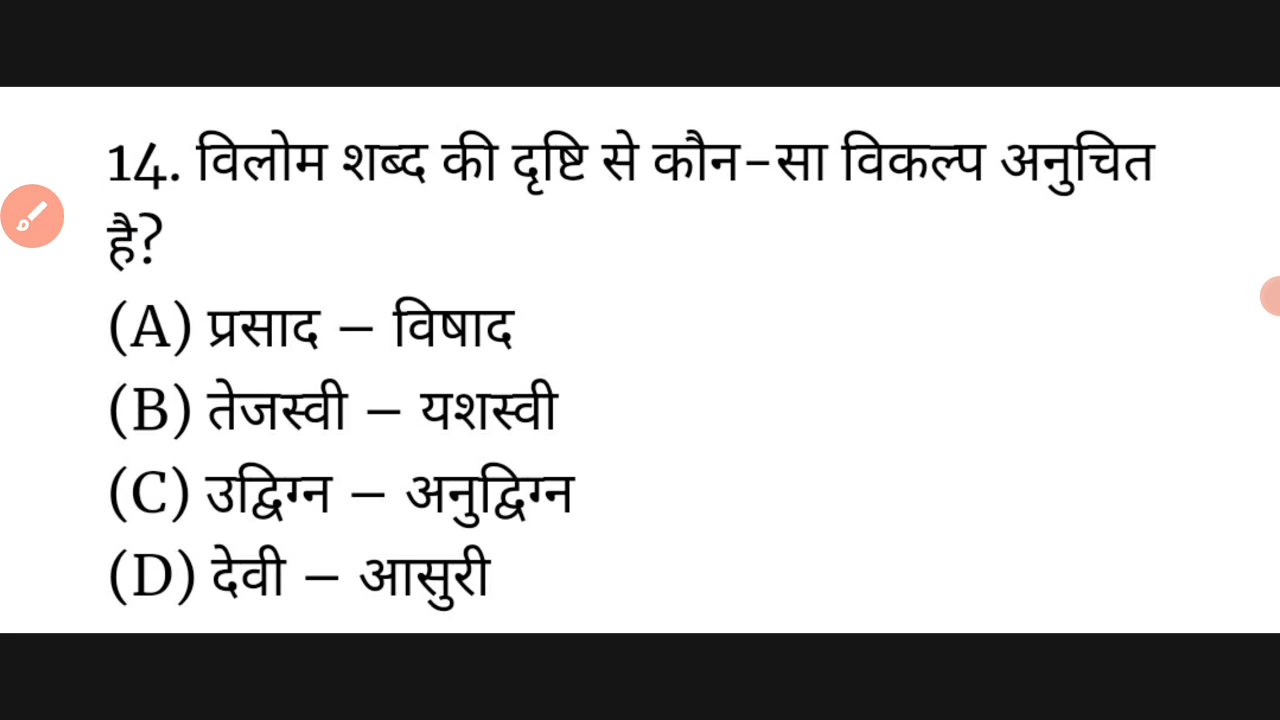 14. विलोम शब्द की दृष्टि से कौन-सा विकल्प अनुचित
है?
(A) प्रसाद – विषाद
(B) तेजस्वी – यशस्वी
(C) उद्विग्न – अनुद्विग्न
(D) देवी – आसुरी